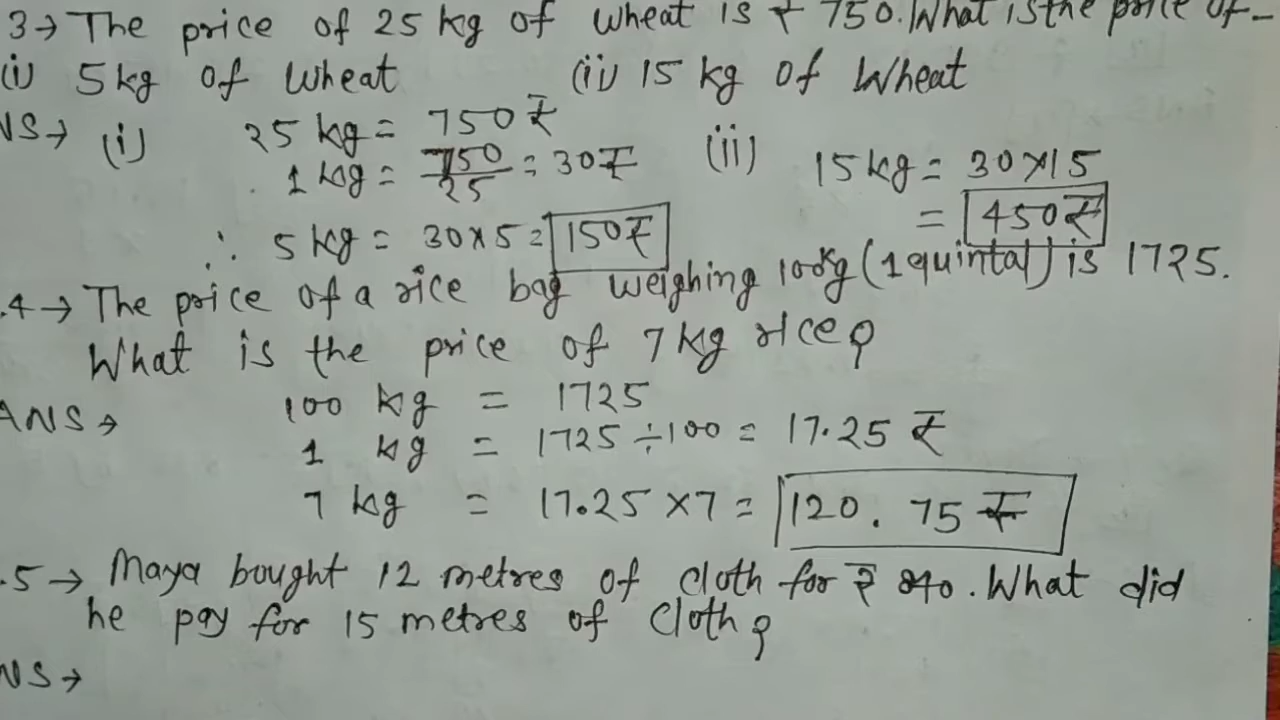 3→ The price of 25 kg of wheat is ₹ 750. What is the price of -
(i) 5kg of Wheat (ii) 15 kg of Wheat
NS→ (i) 25 kg = 750₹
1 kg = 750/25 = 30₹ (ii) 15 kg = 30×15
∴ 5 kg = 30×5 = 150₹ = 450₹
.4→ The price of a rice bag weighing 100kg (1 quintal) is 1725.
What is the price of 7 kg rice?
ANS→ 100 kg = 1725
1 kg = 1725 ÷ 100 = 17.25 ₹
7 kg = 17.25 × 7 = 120.75 ₹
.5→ Maya bought 12 metres of cloth for ₹ 840. What did
he pay for 15 metres of cloth?
NS→